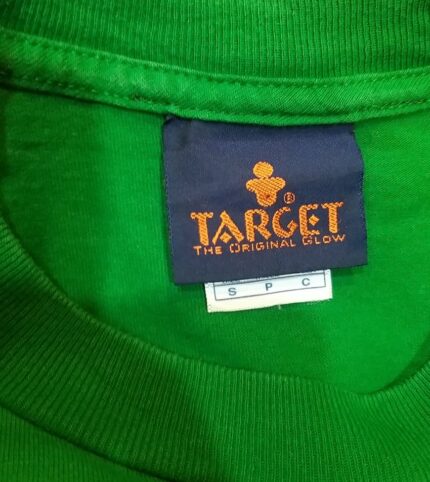 ®
TARGET
THE ORIGINAL GLOW
S P C